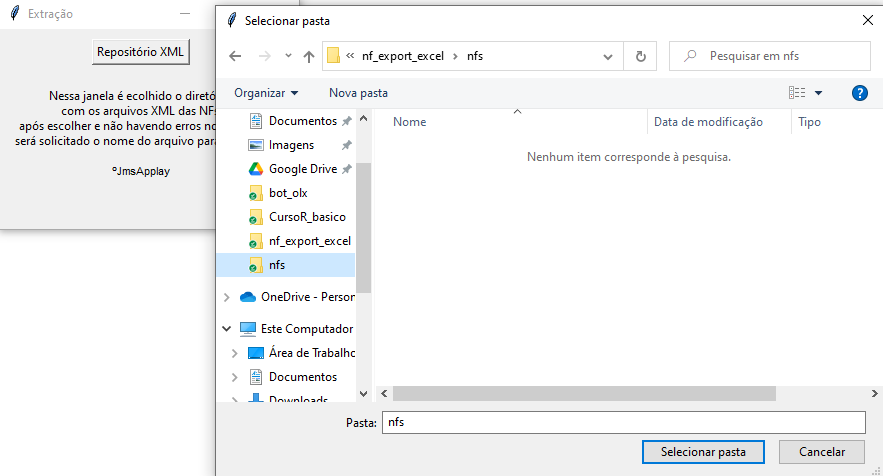 Extração
Repositório XML
Nessa janela é ecolhido o diretó
com os arquivos XML das NFs
após escolher e não havendo erros no
será solicitado o nome do arquivo para
°JmsApplay
Selecionar pasta
« nf_export_excel › nfs
Pesquisar em nfs
Organizar
Nova pasta
Documentos
Imagens
Google Drive
bot_olx
CursoR_basico
nf_export_excel
nfs
OneDrive - Person
Este Computador
Área de Trabalho
Documentos
Downloads
Nome
Data de modificação
Tipo
Nenhum item corresponde à pesquisa.
Pasta: nfs
Selecionar pasta
Cancelar